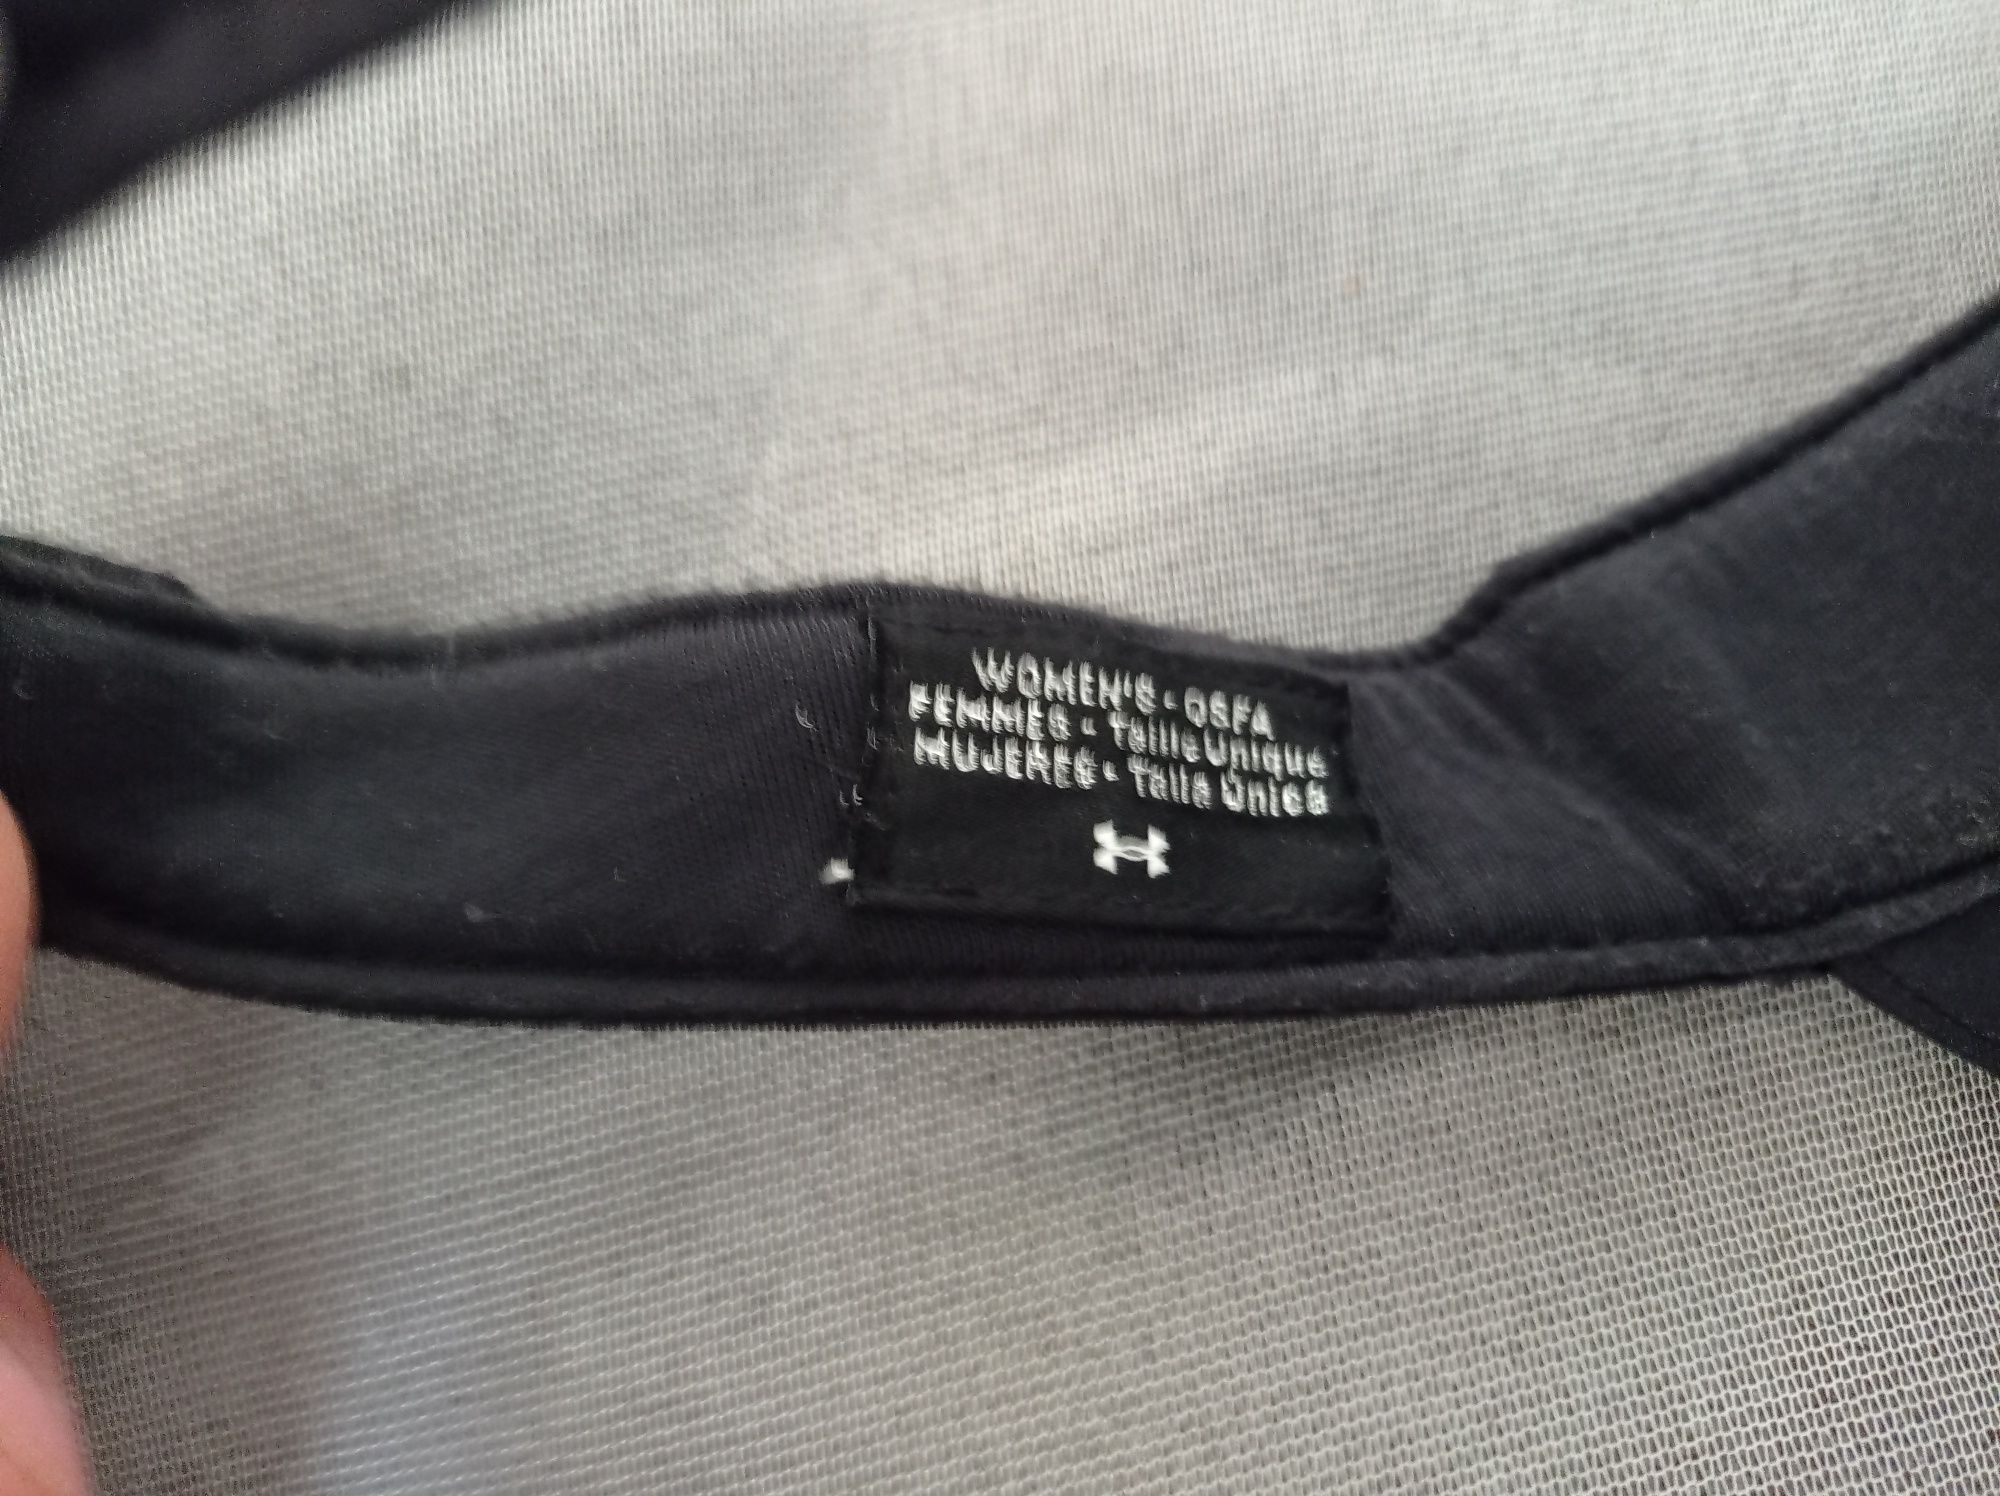 WOMEN'S - OSFA
FEMMES - Taille Unique
MUJERES - Talla Única